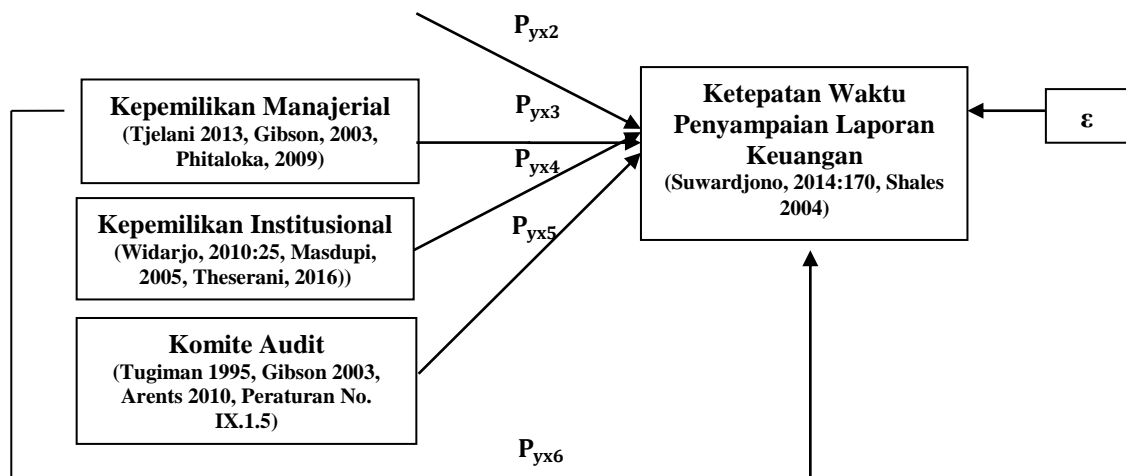 Pyx2
Kepemilikan Manajerial
(Tjelani 2013, Gibson, 2003,
Phitaloka, 2009)
Pyx3
Ketepatan Waktu
Penyampaian Laporan
Keuangan
(Suwardjono, 2014:170, Shales
2004)
ε
Pyx4
Kepemilikan Institusional
(Widarjo, 2010:25, Masdupi,
2005, Theserani, 2016))
Pyx5
Komite Audit
(Tugiman 1995, Gibson 2003,
Arents 2010, Peraturan No.
IX.1.5)
Pyx6